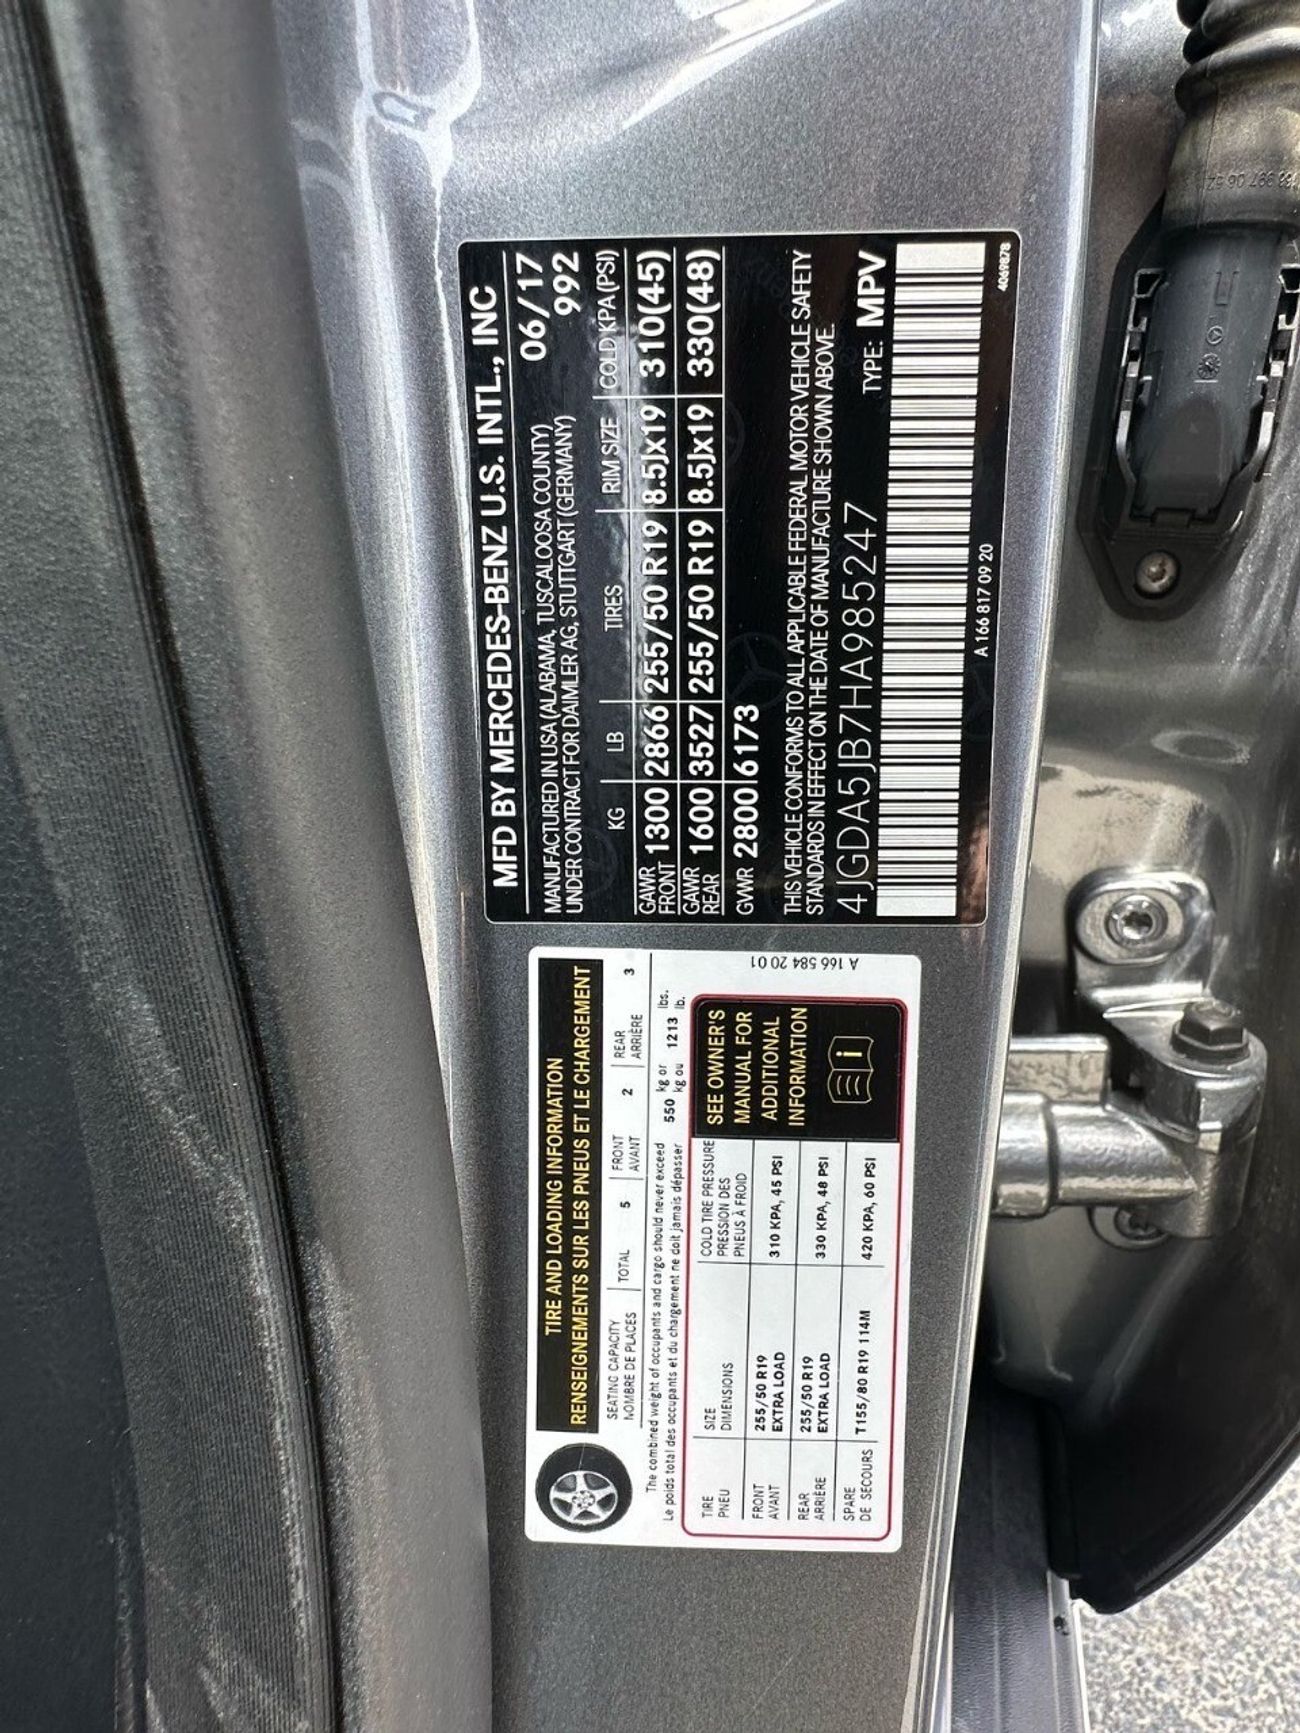 MFD BY MERCEDES-BENZ U.S. INTL., INC
MANUFACTURED IN USA (ALABAMA, TUSCALOOSA COUNTY) 06/17
UNDER CONTRACT FOR DAIMLER AG, STUTTGART (GERMANY) 992
KG LB TIRES RIM SIZE COLD KPA (PSI)
GAWR FRONT 1300 2866 255/50 R19 8.5Jx19 310(45)
GAWR REAR 1600 3527 255/50 R19 8.5Jx19 330(48)
GVWR 2800 6173
THIS VEHICLE CONFORMS TO ALL APPLICABLE FEDERAL MOTOR VEHICLE SAFETY
STANDARDS IN EFFECT ON THE DATE OF MANUFACTURE SHOWN ABOVE.
4JGDA5JB7HA985247 TYPE: MPV
A 166 817 09 20
4069878
TIRE AND LOADING INFORMATION
RENSEIGNEMENTS SUR LES PNEUS ET LE CHARGEMENT
SEATING CAPACITY
NOMBRE DE PLACES
TOTAL 5
FRONT
AVANT
2
REAR
ARRIÈRE
3
The combined weight of occupants and cargo should never exceed
Le poids total des occupants et du chargement ne doit jamais dépasser
550 kg or 1213 lbs.
kg ou lb.
TIRE
PNEU
SIZE
DIMENSIONS
COLD TIRE PRESSURE
PRESSION DES
PNEUS À FROID
FRONT
AVANT
255/50 R19
EXTRA LOAD
310 KPA, 45 PSI
REAR
ARRIÈRE
255/50 R19
EXTRA LOAD
330 KPA, 48 PSI
SPARE
DE SECOURS
T155/80 R19 114M
420 KPA, 60 PSI
SEE OWNER'S
MANUAL FOR
ADDITIONAL
INFORMATION
i
A 166 584 20 01